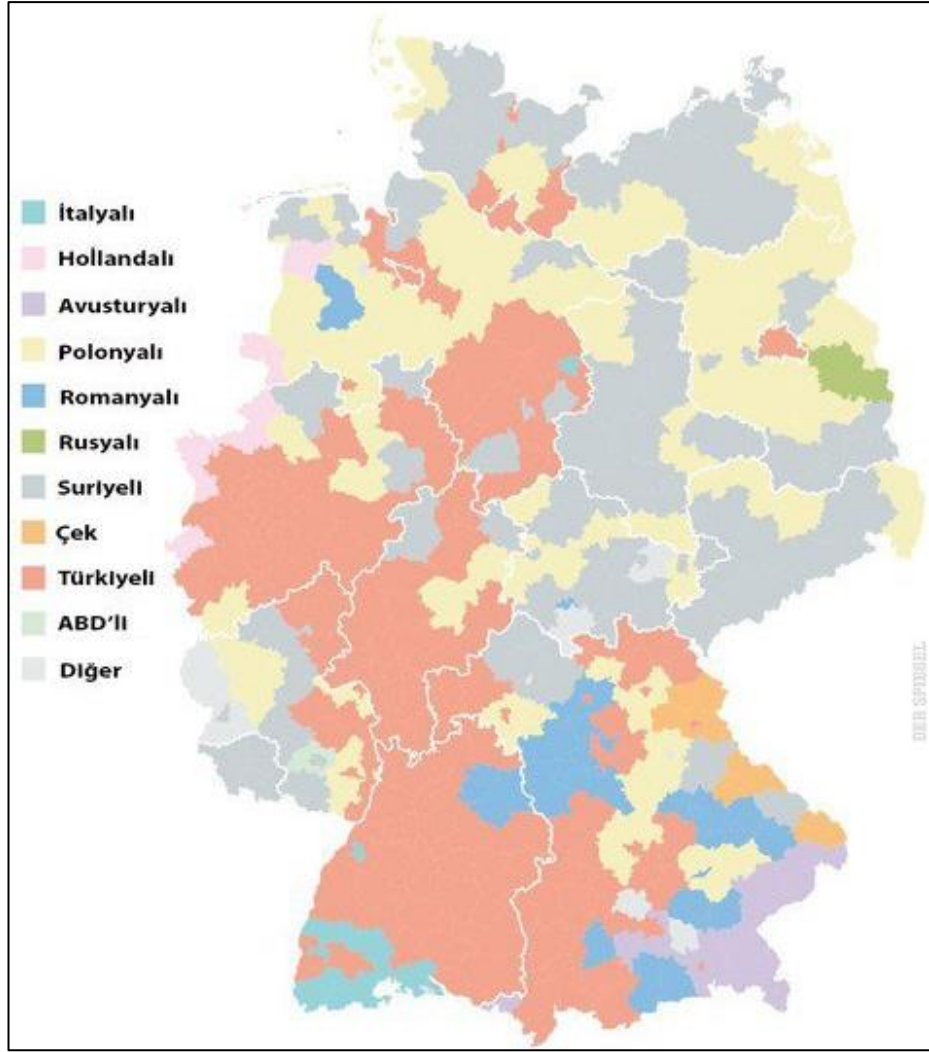 İtalyalı
Hollandalı
Avusturyalı
Polonyalı
Romanyalı
Rusyalı
Suriyeli
Çek
Türkiyeli
ABD'li
Diğer
DER SPIEGEL